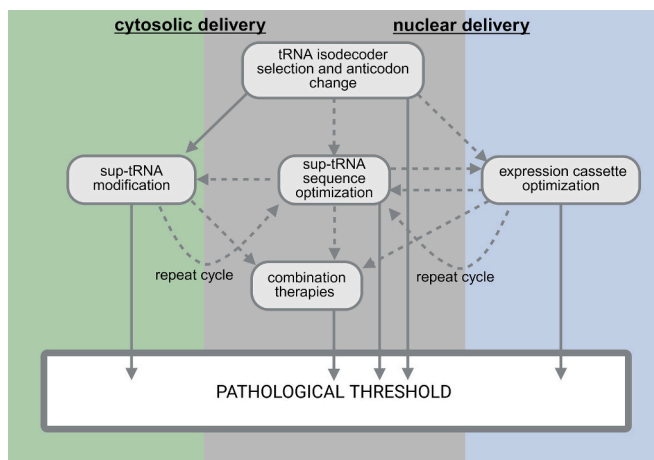 cytosolic delivery
nuclear delivery
tRNA isodecoder
selection and anticodon
change
sup-tRNA
modification
sup-tRNA
sequence
optimization
expression cassette
optimization
repeat cycle
combination
therapies
repeat cycle
PATHOLOGICAL THRESHOLD